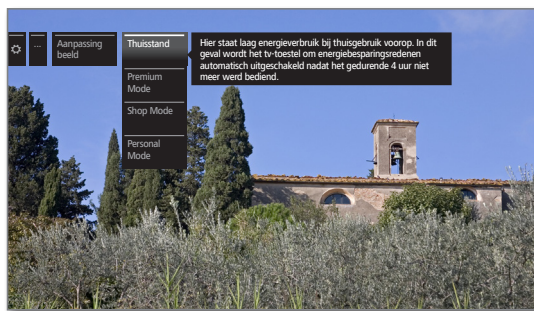 ...
Aanpassing
beeld
Thuisstand
Premium
Mode
Shop Mode
Personal
Mode
Hier staat laag energieverbruik bij thuisgebruik voorop. In dit
geval wordt het tv-toestel om energiebesparingsredenen
automatisch uitgeschakeld nadat het gedurende 4 uur niet
meer werd bediend.